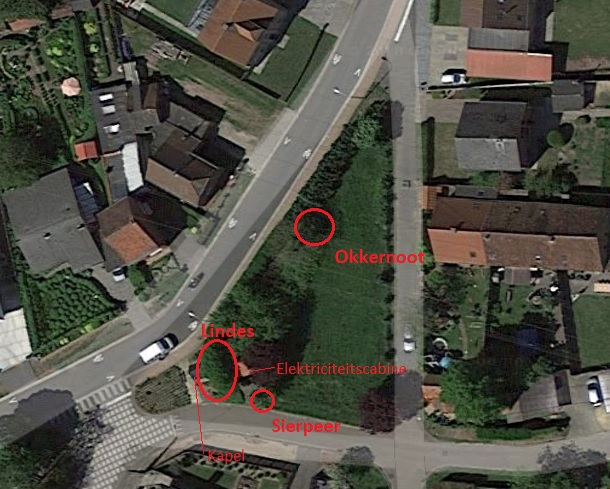 Okkernoot
Lindes
Elektriciteitscabine
Sierpeer
Kapel